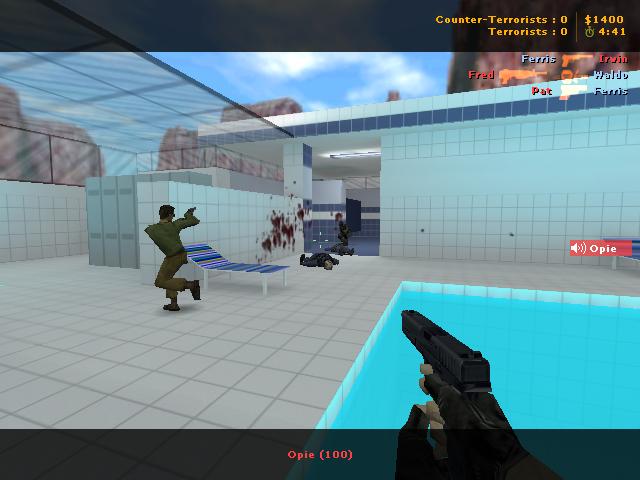 Counter-Terrorists : 0
$1400
Terrorists : 0
4:41
Ferris Irwin
Fred Waldo
Pat Ferris
Opie
Opie (100)